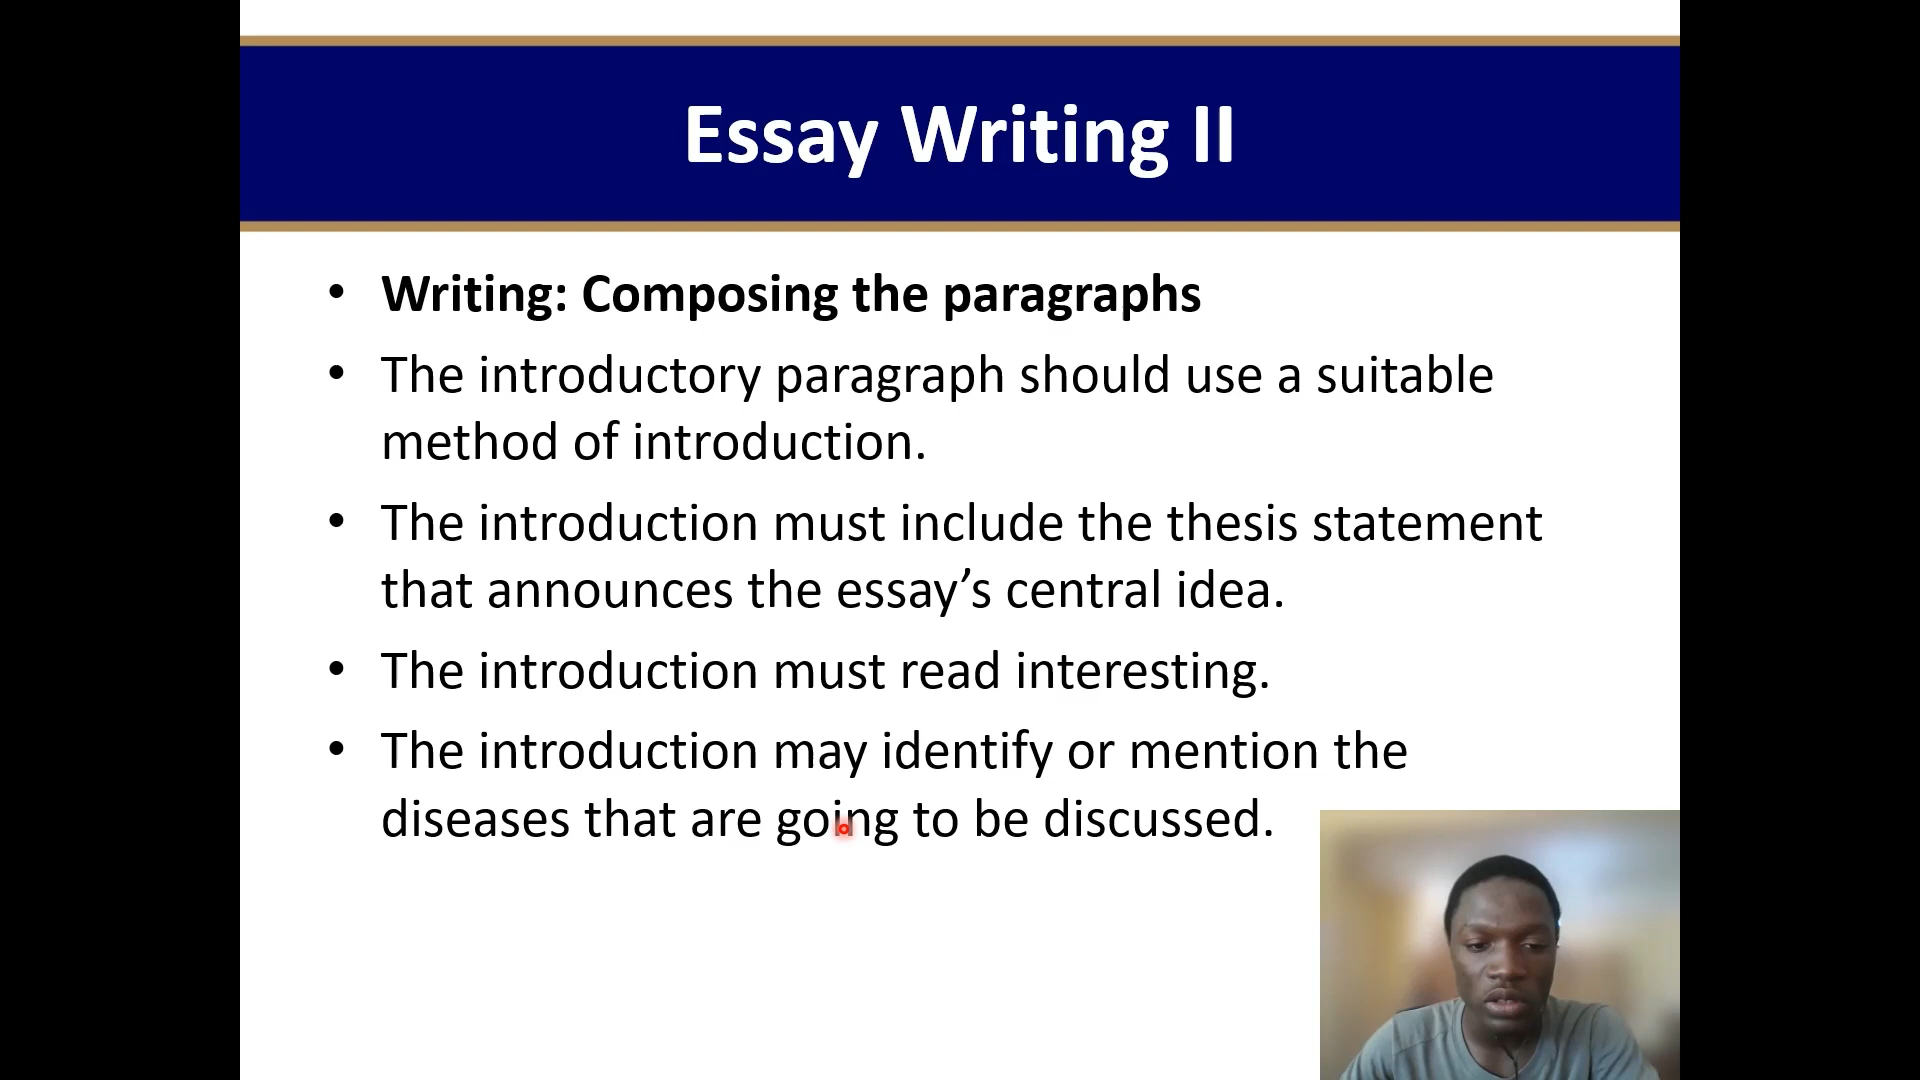 Essay Writing II
• Writing: Composing the paragraphs
• The introductory paragraph should use a suitable
method of introduction.
• The introduction must include the thesis statement
that announces the essay’s central idea.
• The introduction must read interesting.
• The introduction may identify or mention the
diseases that are going to be discussed.